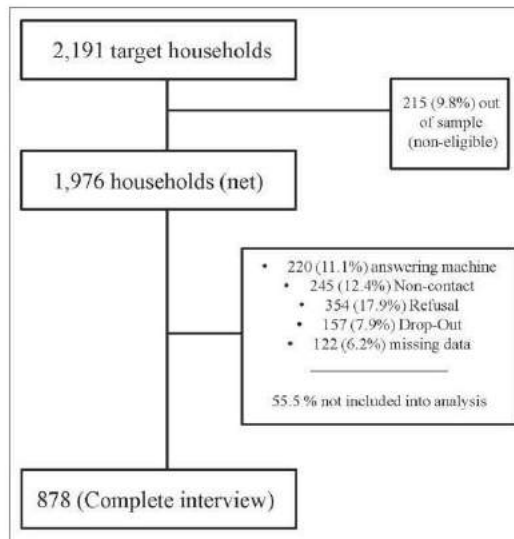 2,191 target households
215 (9.8%) out
of sample
(non-eligible)
1,976 households (net)
• 220 (11.1%) answering machine
• 245 (12.4%) Non-contact
• 354 (17.9%) Refusal
• 157 (7.9%) Drop-Out
• 122 (6.2%) missing data
55.5 % not included into analysis
878 (Complete interview)